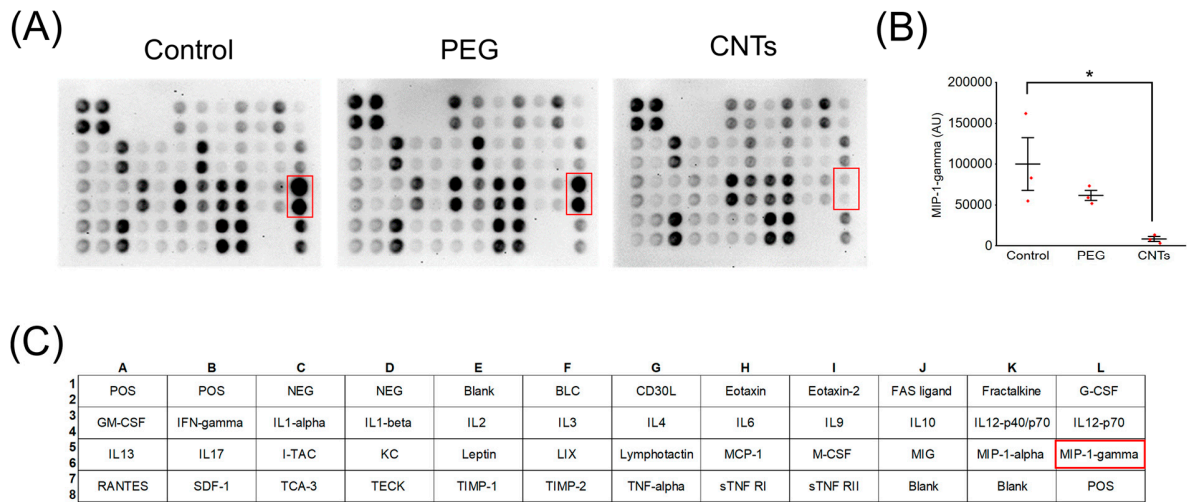 (A)
Control
PEG
CNTs
(B)
*
MIP-1-gamma (AU)
200000
150000
100000
50000
0
Control PEG CNTs
(C)
A B C D E F G H I J K L
1
2
POS POS NEG NEG Blank BLC CD30L Eotaxin Eotaxin-2 FAS ligand Fractalkine G-CSF
3
4
GM-CSF IFN-gamma IL1-alpha IL1-beta IL2 IL3 IL4 IL6 IL9 IL10 IL12-p40/p70 IL12-p70
5
6
IL13 IL17 I-TAC KC Leptin LIX Lymphotactin MCP-1 M-CSF MIG MIP-1-alpha MIP-1-gamma
7
8
RANTES SDF-1 TCA-3 TECK TIMP-1 TIMP-2 TNF-alpha sTNF RI sTNF RII Blank Blank POS